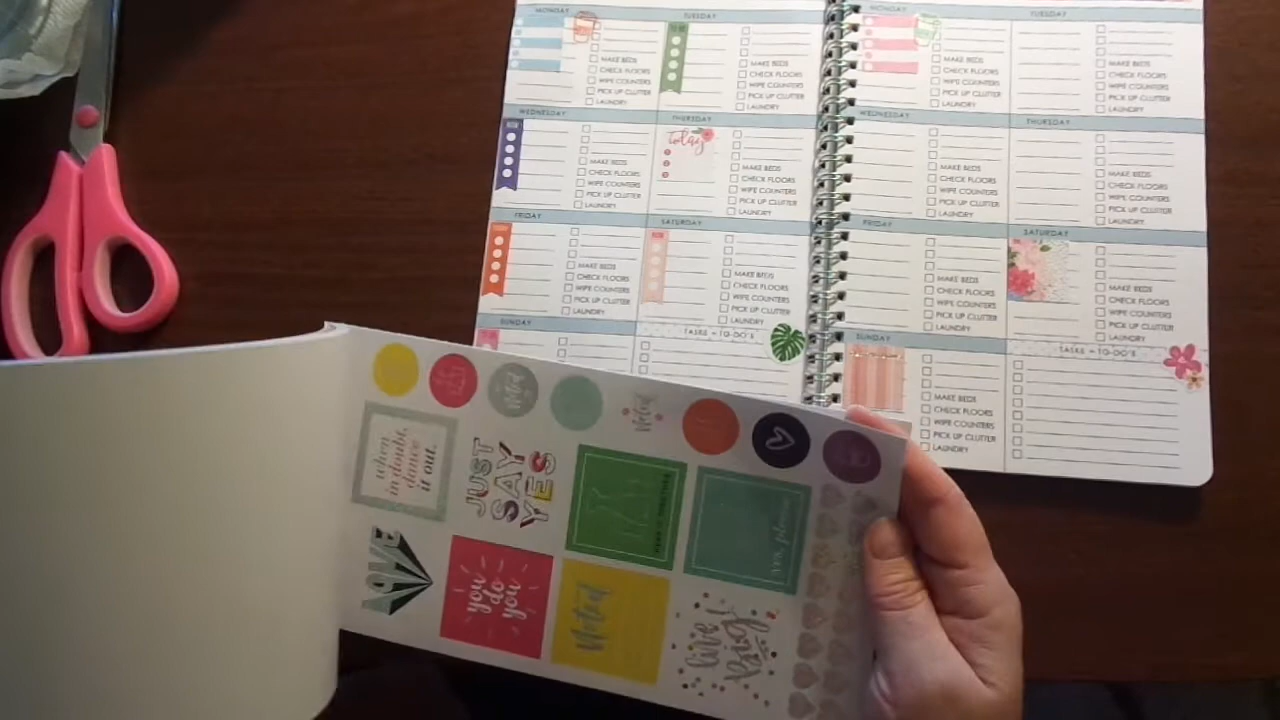 MONDAY
TUESDAY
MAKE BEDS
CHECK FLOORS
WIPE COUNTERS
PICK UP CLUTTER
LAUNDRY
MAKE BEDS
CHECK FLOORS
WIPE COUNTERS
PICK UP CLUTTER
LAUNDRY
WEDNESDAY
THURSDAY
today
MAKE BEDS
CHECK FLOORS
WIPE COUNTERS
PICK UP CLUTTER
LAUNDRY
MAKE BEDS
CHECK FLOORS
WIPE COUNTERS
PICK UP CLUTTER
LAUNDRY
FRIDAY
SATURDAY
MAKE BEDS
CHECK FLOORS
WIPE COUNTERS
PICK UP CLUTTER
LAUNDRY
MAKE BEDS
CHECK FLOORS
WIPE COUNTERS
PICK UP CLUTTER
LAUNDRY
SUNDAY
TASKS + TO-DO'S
MONDAY
TUESDAY
MAKE BEDS
CHECK FLOORS
WIPE COUNTERS
PICK UP CLUTTER
LAUNDRY
MAKE BEDS
CHECK FLOORS
WIPE COUNTERS
PICK UP CLUTTER
LAUNDRY
WEDNESDAY
THURSDAY
MAKE BEDS
CHECK FLOORS
WIPE COUNTERS
PICK UP CLUTTER
LAUNDRY
MAKE BEDS
CHECK FLOORS
WIPE COUNTERS
PICK UP CLUTTER
LAUNDRY
FRIDAY
SATURDAY
MAKE BEDS
CHECK FLOORS
WIPE COUNTERS
PICK UP CLUTTER
LAUNDRY
MAKE BEDS
CHECK FLOORS
WIPE COUNTERS
PICK UP CLUTTER
LAUNDRY
SUNDAY
TASKS + TO-DO'S
MAKE BEDS
CHECK FLOORS
WIPE COUNTERS
PICK UP CLUTTER
LAUNDRY
Noted
Noted
when
in doubt,
dance
it out.
JUST
SAY
YES
LOVE
you
do
you
Noted
live
big!